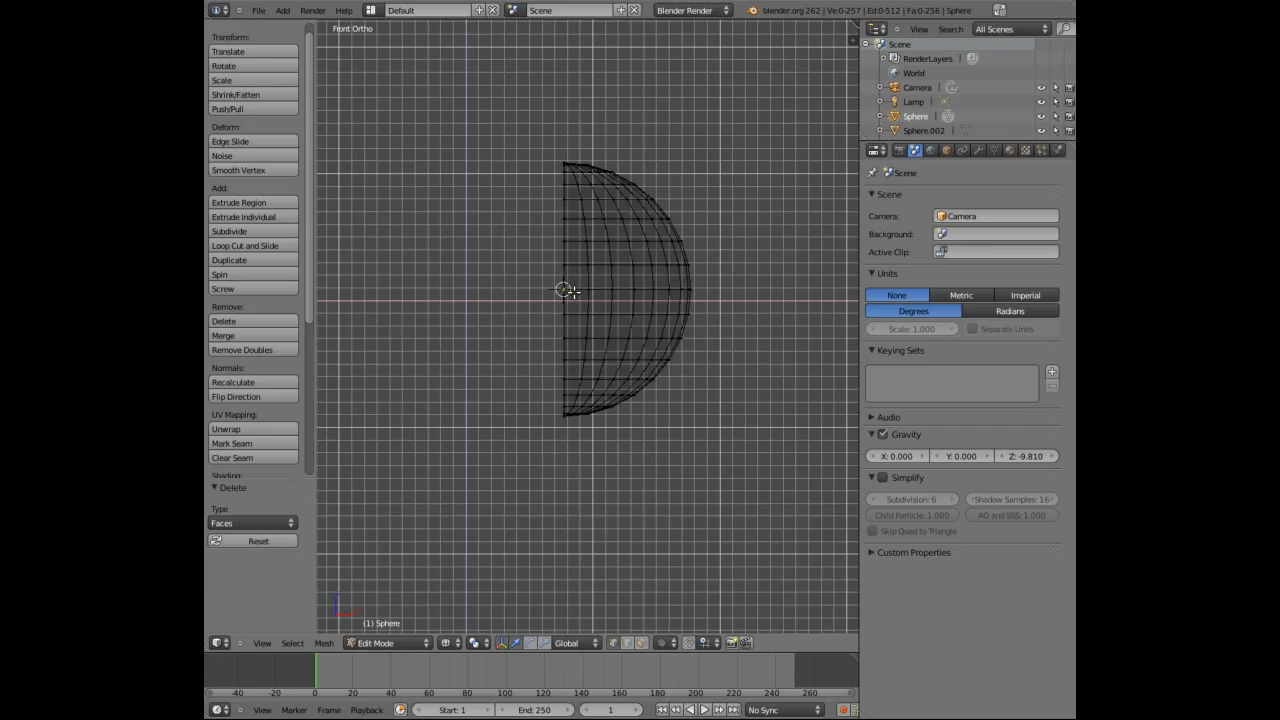 File Add Render Help Default Scene Blender Render blender.org 262 | Ve:0-257 | Ed:0-512 | Fa:0-256 | Sphere
Front Ortho
Transform:
Translate
Rotate
Scale
Shrink/Fatten
Push/Pull
Deform:
Edge Slide
Noise
Smooth Vertex
Add:
Extrude Region
Extrude Individual
Subdivide
Loop Cut and Slide
Duplicate
Spin
Screw
Remove:
Delete
Merge
Remove Doubles
Normals:
Recalculate
Flip Direction
UV Mapping:
Unwrap
Mark Seam
Clear Seam
Shading:
Delete
Type
Faces
Reset
(1) Sphere
View Select Mesh Edit Mode Global
-40 -20 0 20 40 60 80 100 120 140 160 180 200 220 240 260
View Marker Frame Playback Start: 1 End: 250 1 No Sync
View Search All Scenes
Scene
RenderLayers
World
Camera
Lamp
Sphere
Sphere.002
Scene
Scene
Camera: Camera
Background:
Active Clip:
Units
None Metric Imperial
Degrees Radians
Scale: 1.000 Separate Units
Keying Sets
Audio
Gravity
X: 0.000 Y: 0.000 Z: -9.810
Simplify
Subdivision: 6 Shadow Samples: 16
Child Particle: 1.000 AO and SSS: 1.000
Skip Quad to Triangle
Custom Properties